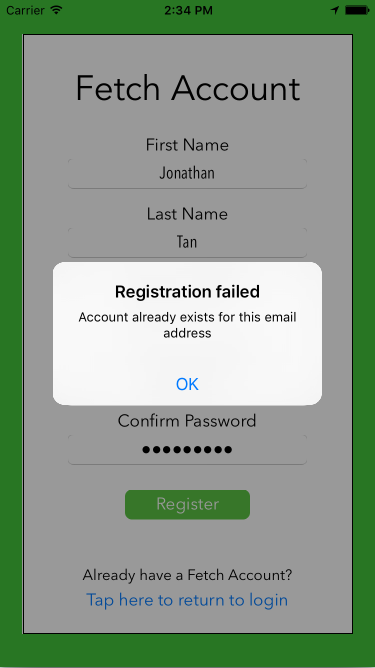 Carrier 2:34 PM
Fetch Account
First Name
Jonathan
Last Name
Tan
Registration failed
Account already exists for this email
address
OK
Confirm Password
●●●●●●●●●
Register
Already have a Fetch Account?
Tap here to return to login